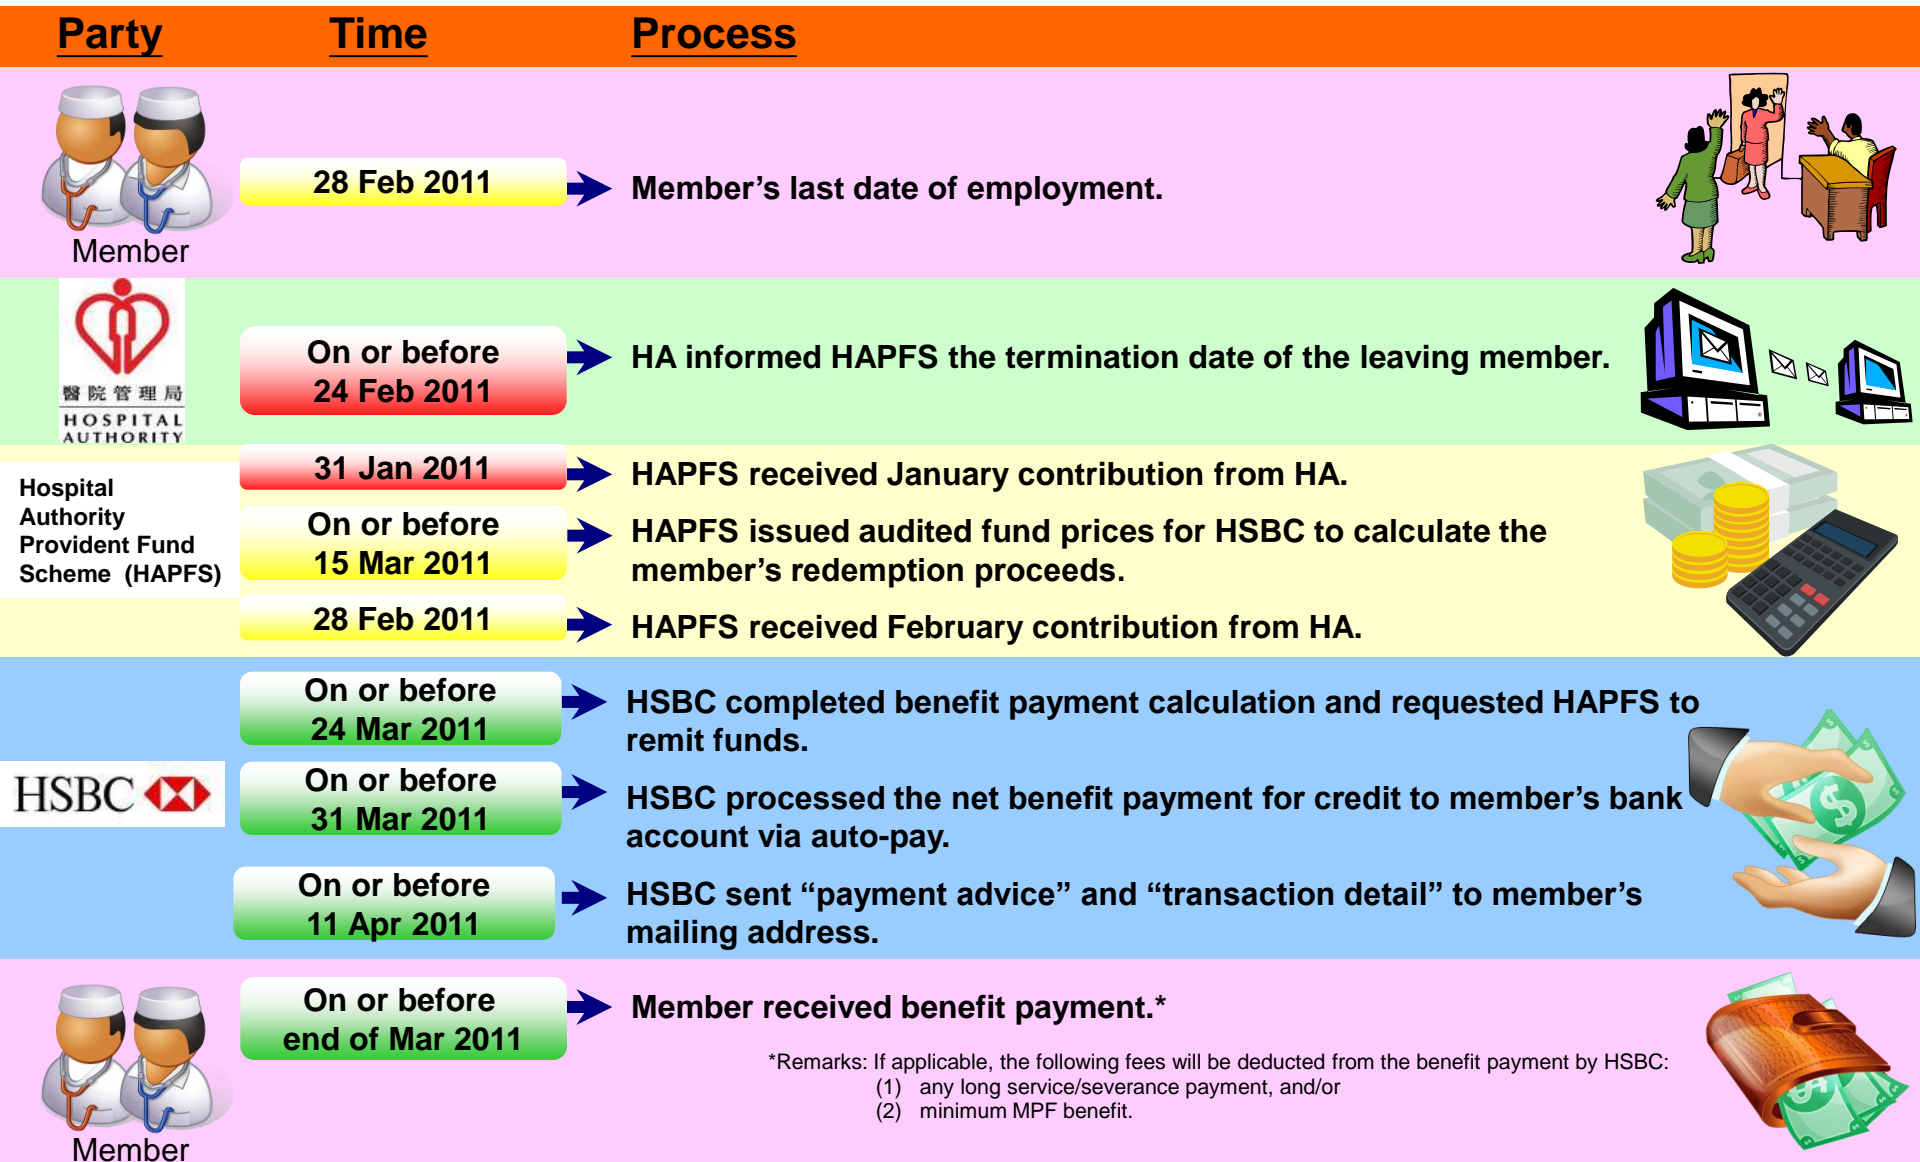 Party Time Process
28 Feb 2011
Member’s last date of employment.
Member
醫院管理局
HOSPITAL
AUTHORITY
On or before
24 Feb 2011
HA informed HAPFS the termination date of the leaving member.
Hospital
Authority
Provident Fund
Scheme (HAPFS)
31 Jan 2011
HAPFS received January contribution from HA.
On or before
15 Mar 2011
HAPFS issued audited fund prices for HSBC to calculate the
member’s redemption proceeds.
28 Feb 2011
HAPFS received February contribution from HA.
HSBC
On or before
24 Mar 2011
HSBC completed benefit payment calculation and requested HAPFS to
remit funds.
On or before
31 Mar 2011
HSBC processed the net benefit payment for credit to member’s bank
account via auto-pay.
On or before
11 Apr 2011
HSBC sent “payment advice” and “transaction detail” to member’s
mailing address.
Member
On or before
end of Mar 2011
Member received benefit payment.*
*Remarks: If applicable, the following fees will be deducted from the benefit payment by HSBC:
(1) any long service/severance payment, and/or
(2) minimum MPF benefit.